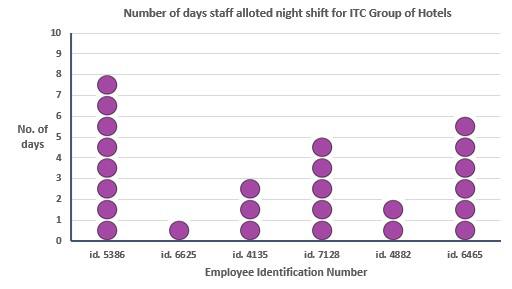 Number of days staff alloted night shift for ITC Group of Hotels
10
9
8
7
6
5
4
3
2
1
0
No. of
days
id. 5386 id. 6625 id. 4135 id. 7128 id. 4882 id. 6465
Employee Identification Number